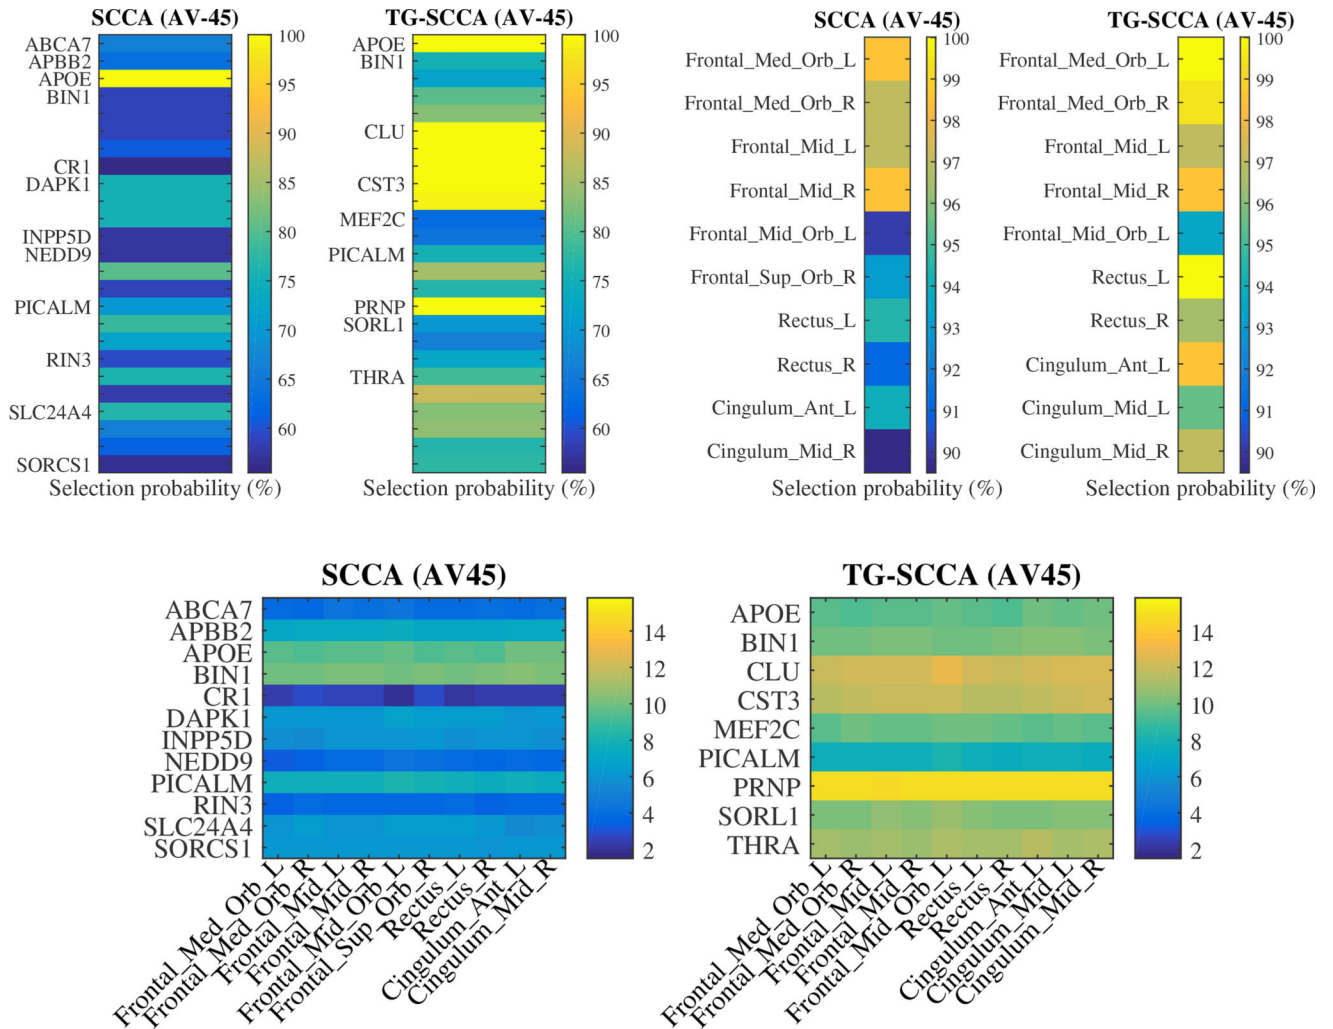 SCCA (AV-45)
ABCA7
APBB2
APOE
BIN1
CR1
DAPK1
INPP5D
NEDD9
PICALM
RIN3
SLC24A4
SORCS1
100
95
90
85
80
75
70
65
60
Selection probability (%)
TG-SCCA (AV-45)
APOE
BIN1
CLU
CST3
MEF2C
PICALM
PRNP
SORL1
THRA
100
95
90
85
80
75
70
65
60
Selection probability (%)
SCCA (AV-45)
Frontal_Med_Orb_L
Frontal_Med_Orb_R
Frontal_Mid_L
Frontal_Mid_R
Frontal_Mid_Orb_L
Frontal_Sup_Orb_R
Rectus_L
Rectus_R
Cingulum_Ant_L
Cingulum_Mid_R
100
99
98
97
96
95
94
93
92
91
90
Selection probability (%)
TG-SCCA (AV-45)
Frontal_Med_Orb_L
Frontal_Med_Orb_R
Frontal_Mid_L
Frontal_Mid_R
Frontal_Mid_Orb_L
Rectus_L
Rectus_R
Cingulum_Ant_L
Cingulum_Mid_L
Cingulum_Mid_R
100
99
98
97
96
95
94
93
92
91
90
Selection probability (%)
SCCA (AV45)
ABCA7
APBB2
APOE
BIN1
CR1
DAPK1
INPP5D
NEDD9
PICALM
RIN3
SLC24A4
SORCS1
Frontal_Med_Orb_L
Frontal_Med_Orb_R
Frontal_Mid_L
Frontal_Mid_R
Frontal_Mid_Orb_L
Frontal_Sup_Orb_R
Rectus_L
Rectus_R
Cingulum_Ant_L
Cingulum_Mid_R
14
12
10
8
6
4
2
TG-SCCA (AV45)
APOE
BIN1
CLU
CST3
MEF2C
PICALM
PRNP
SORL1
THRA
Frontal_Med_Orb_L
Frontal_Med_Orb_R
Frontal_Mid_L
Frontal_Mid_R
Frontal_Mid_Orb_L
Rectus_L
Rectus_R
Cingulum_Ant_L
Cingulum_Mid_L
Cingulum_Mid_R
14
12
10
8
6
4
2